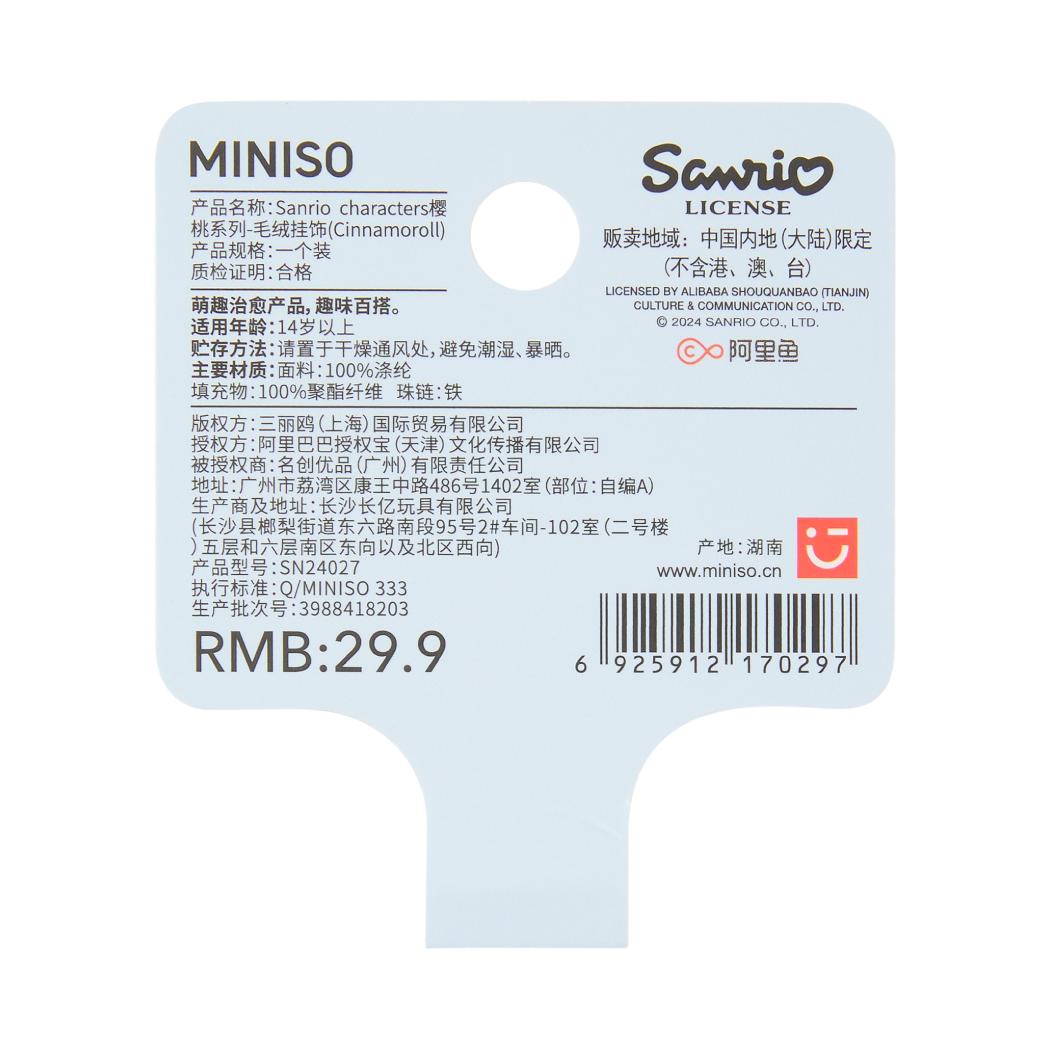 MINISO
产品名称：Sanrio characters樱
桃系列-毛绒挂饰(Cinnamoroll)
产品规格：一个装
质检证明：合格
萌趣治愈产品，趣味百搭。
适用年龄：14岁以上
贮存方法：请置于干燥通风处，避免潮湿、暴晒。
主要材质：面料：100%涤纶
填充物：100%聚酯纤维 珠链：铁
Sanrio
LICENSE
贩卖地域：中国内地（大陆）限定
（不含港、澳、台）
LICENSED BY ALIBABA SHOUQUANBAO (TIANJIN)
CULTURE & COMMUNICATION CO., LTD.
© 2024 SANRIO CO., LTD.
阿里鱼
版权方：三丽鸥（上海）国际贸易有限公司
授权方：阿里巴巴授权宝（天津）文化传播有限公司
被授权商：名创优品（广州）有限责任公司
地址：广州市荔湾区康王中路486号1402室（部位：自编A）
生产商及地址：长沙长亿玩具有限公司
(长沙县榔梨街道东六路南段95号2#车间-102室（二号楼
）五层和六层南区东向以及北区西向)
产品型号：SN24027
执行标准：Q/MINISO 333
生产批次号：3988418203
RMB:29.9
产地：湖南
www.miniso.cn
6 925912 170297